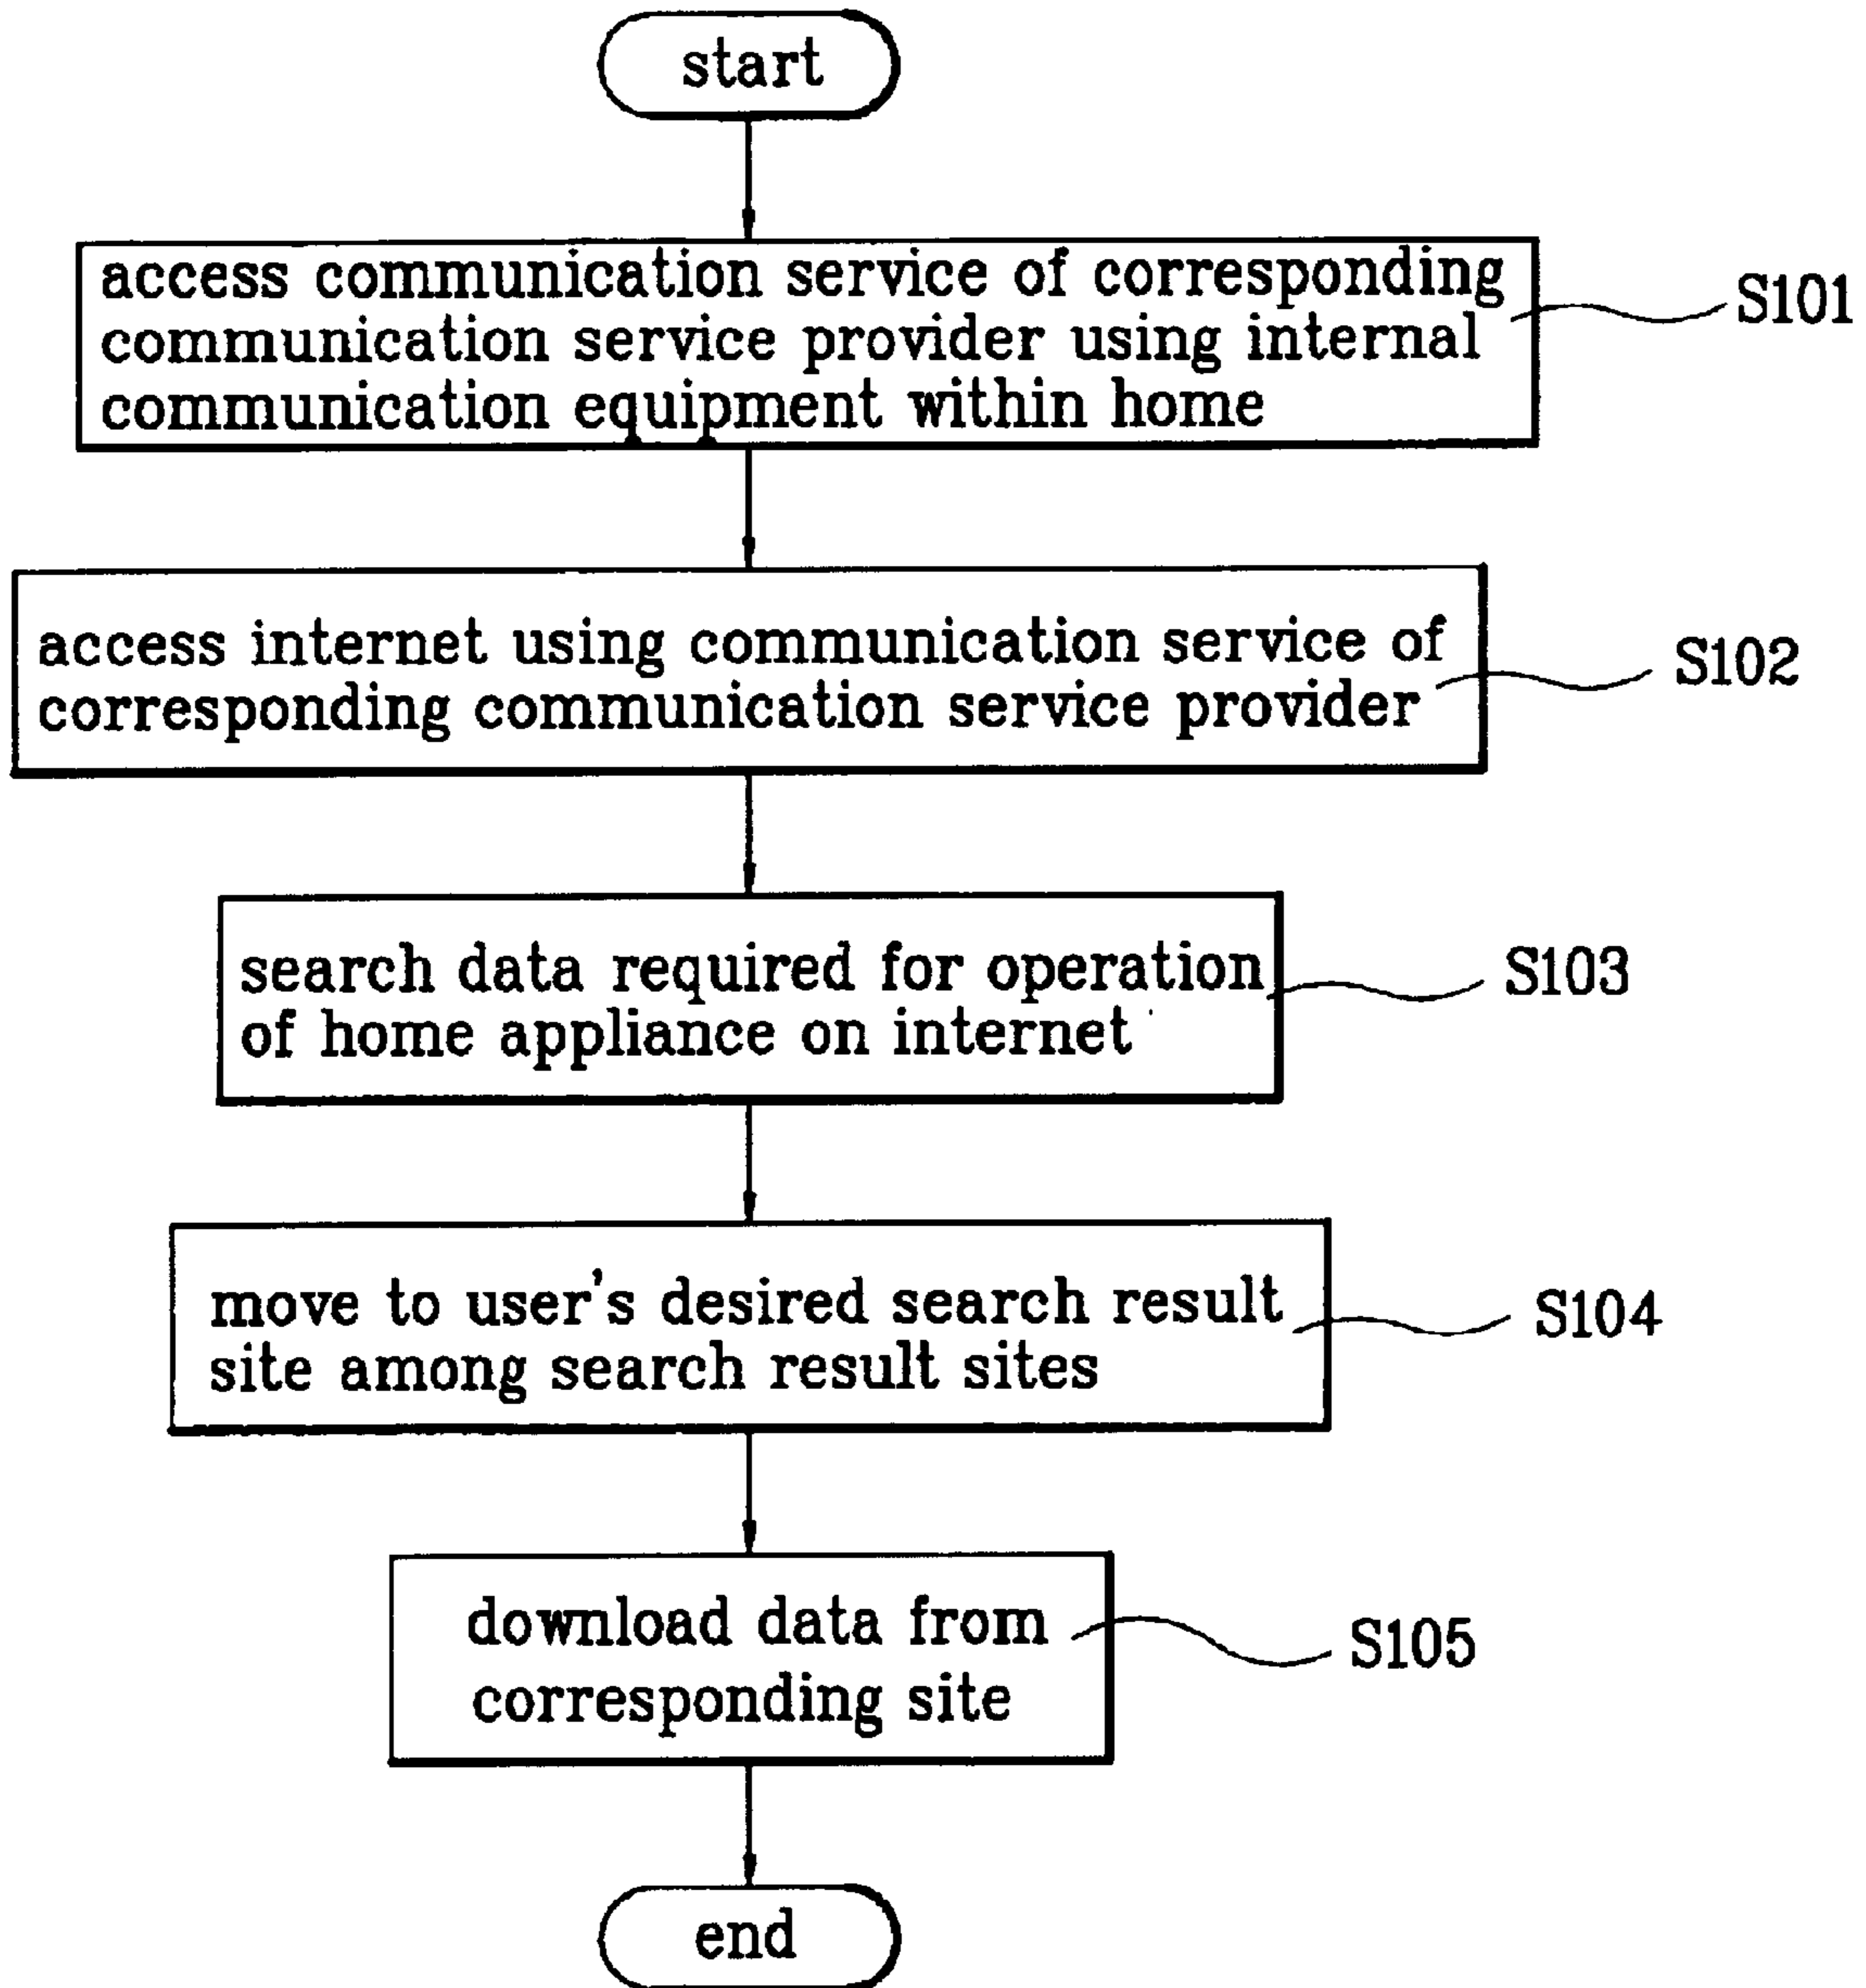 start
access communication service of corresponding
communication service provider using internal
communication equipment within home
S101
access internet using communication service of
corresponding communication service provider
S102
search data required for operation
of home appliance on internet
S103
move to user's desired search result
site among search result sites
S104
download data from
corresponding site
S105
end